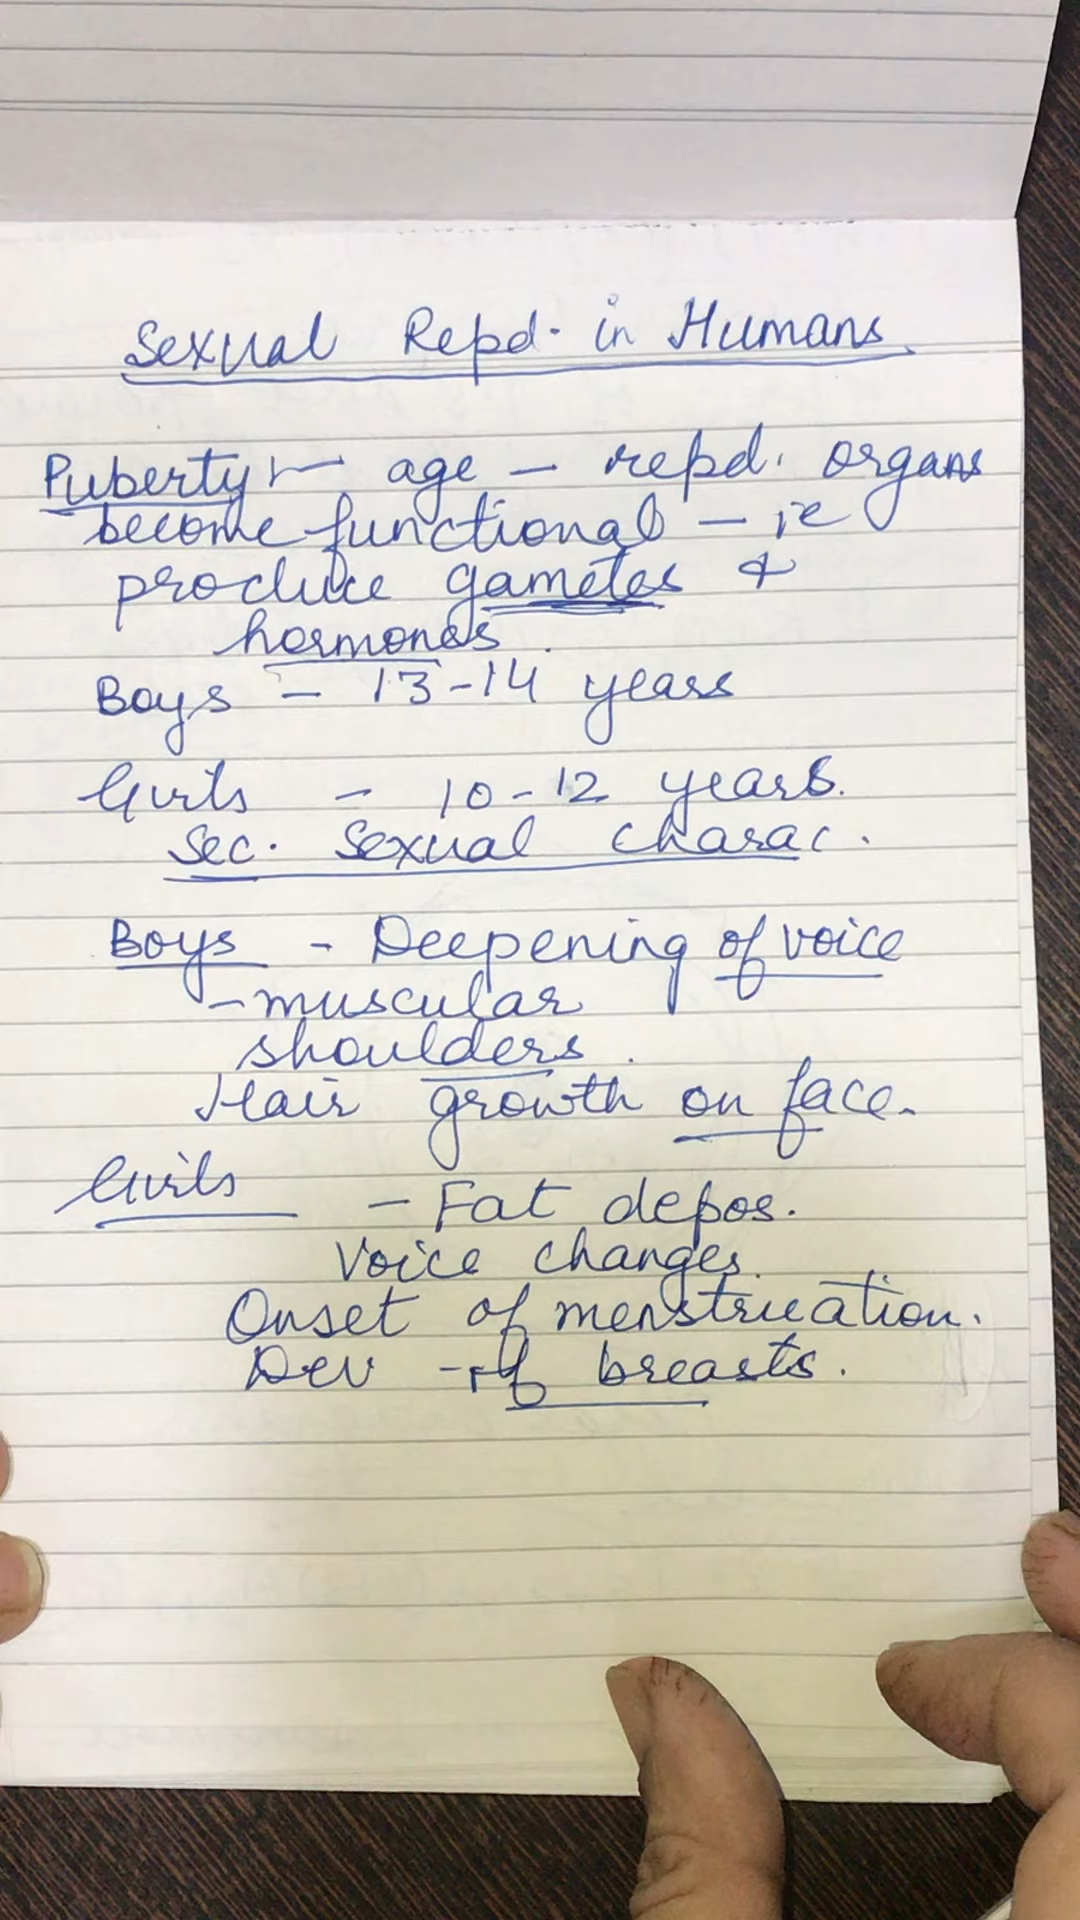 Sexual Repd. in Humans
Puberty :- age - repd. organs
become functional - ie
produce gametes &
hormones.
Boys - 13-14 years
Girls - 10-12 years.
Sec. Sexual charac.
Boys - Deepening of voice
- muscular
shoulders.
Hair growth on face.
Girls - Fat depos.
Voice changes.
Onset of menstruation.
Dev - of breasts.